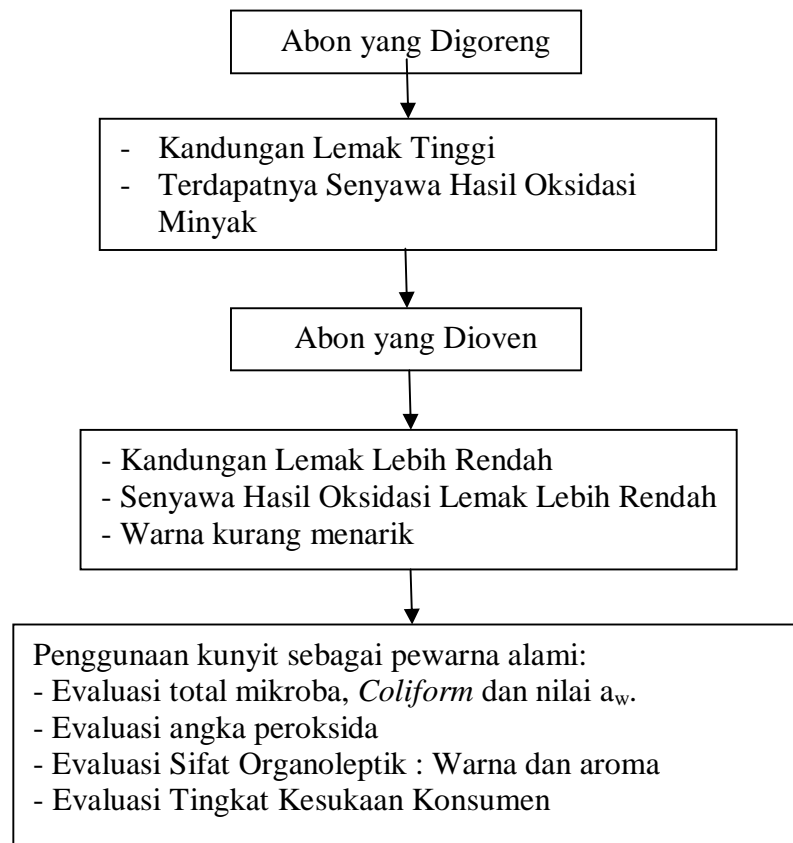 Abon yang Digoreng
- Kandungan Lemak Tinggi
- Terdapatnya Senyawa Hasil Oksidasi
Minyak
Abon yang Dioven
- Kandungan Lemak Lebih Rendah
- Senyawa Hasil Oksidasi Lemak Lebih Rendah
- Warna kurang menarik
Penggunaan kunyit sebagai pewarna alami:
- Evaluasi total mikroba, Coliform dan nilai aw.
- Evaluasi angka peroksida
- Evaluasi Sifat Organoleptik : Warna dan aroma
- Evaluasi Tingkat Kesukaan Konsumen